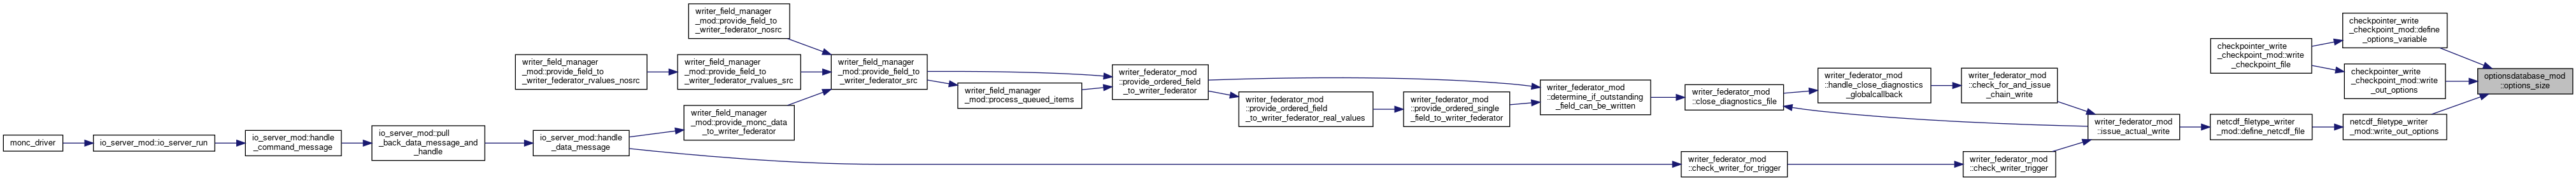 monc_driver
io_server_mod::io_server_run
io_server_mod::handle
_command_message
io_server_mod::pull
_back_data_message_and
_handle
io_server_mod::handle
_data_message
writer_field_manager
_mod::provide_field_to
_writer_federator_rvalues_nosrc
writer_field_manager
_mod::provide_field_to
_writer_federator_nosrc
writer_field_manager
_mod::provide_field_to
_writer_federator_rvalues_src
writer_field_manager
_mod::provide_monc_data
_to_writer_federator
writer_field_manager
_mod::provide_field_to
_writer_federator_src
writer_field_manager
_mod::process_queued_items
writer_federator_mod
::provide_ordered_field
_to_writer_federator
writer_federator_mod
::provide_ordered_field
_to_writer_federator_real_values
writer_federator_mod
::provide_ordered_single
_field_to_writer_federator
writer_federator_mod
::determine_if_outstanding
_field_can_be_written
writer_federator_mod
::close_diagnostics_file
writer_federator_mod
::check_writer_for_trigger
writer_federator_mod
::handle_close_diagnostics
_globalcallback
writer_federator_mod
::check_for_and_issue
_chain_write
writer_federator_mod
::check_writer_trigger
writer_federator_mod
::issue_actual_write
checkpointer_write
_checkpoint_mod::write
_checkpoint_file
netcdf_filetype_writer
_mod::define_netcdf_file
checkpointer_write
_checkpoint_mod::define
_options_variable
checkpointer_write
_checkpoint_mod::write
_out_options
netcdf_filetype_writer
_mod::write_out_options
optionsdatabase_mod
::options_size